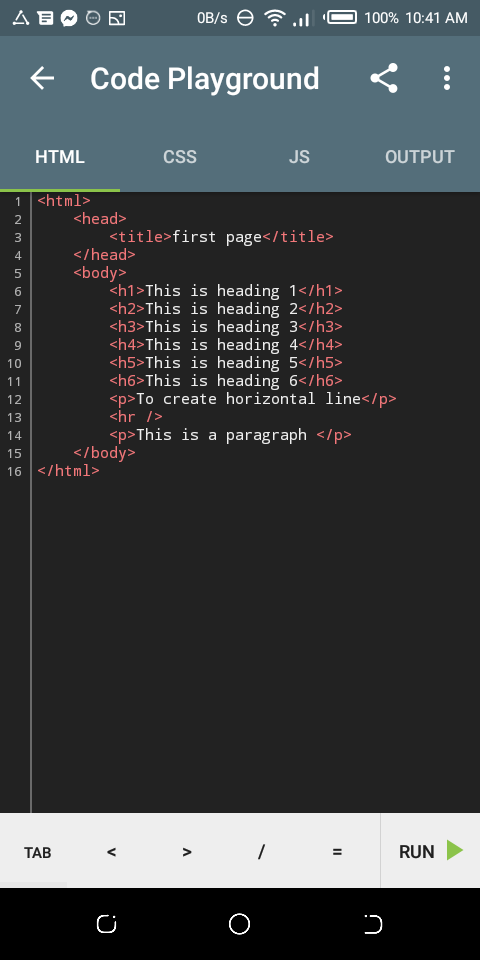 0B/s 100% 10:41 AM
Code Playground
HTML CSS JS OUTPUT
1 <html>
2     <head>
3         <title>first page</title>
4     </head>
5     <body>
6         <h1>This is heading 1</h1>
7         <h2>This is heading 2</h2>
8         <h3>This is heading 3</h3>
9         <h4>This is heading 4</h4>
10         <h5>This is heading 5</h5>
11         <h6>This is heading 6</h6>
12         <p>To create horizontal line</p>
13         <hr />
14         <p>This is a paragraph </p>
15     </body>
16 </html>
TAB < > / = RUN